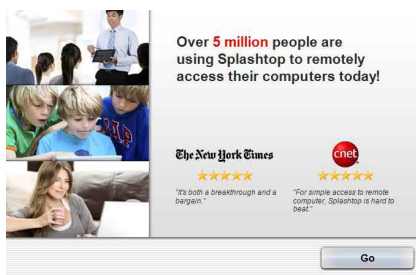 Over 5 million people are
using Splashtop to remotely
access their computers today!
The New York Times
cnet
"It's both a breakthrough and a
bargain."
"For simple access to remote
computer, Splashtop is hard to
beat."
Go